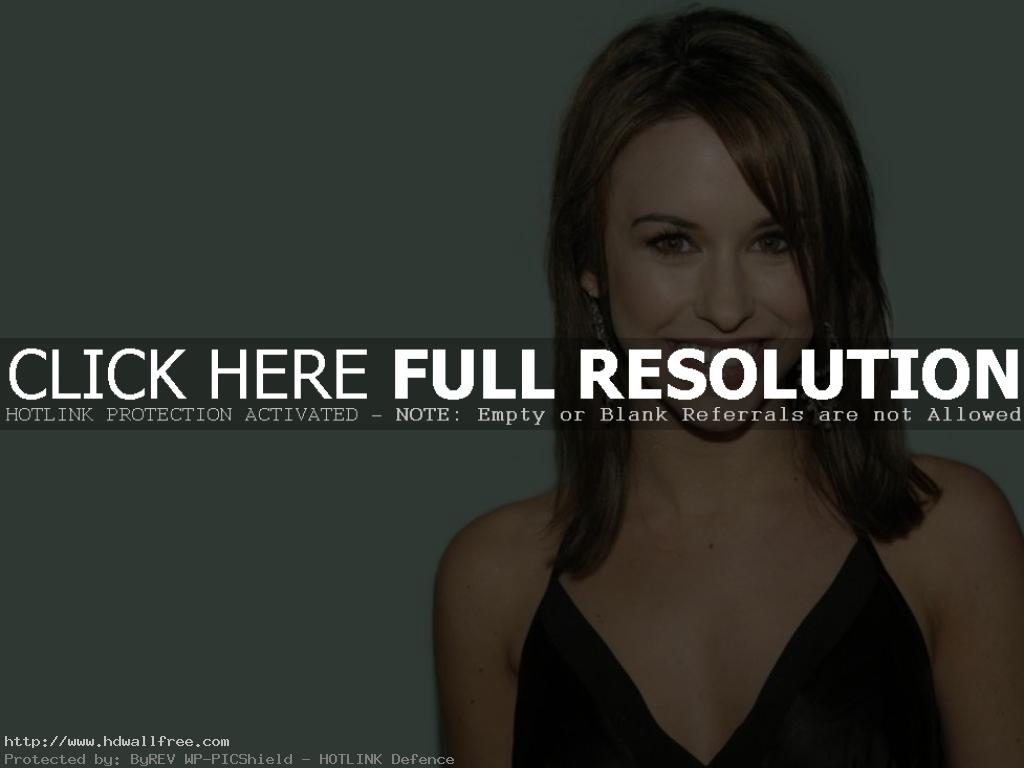 CLICK HERE FULL RESOLUTION
HOTLINK PROTECTION ACTIVATED - NOTE: Empty or Blank Referrals are not Allowed
http://www.hdwallfree.com
Protected by: ByREV WP-PICShield - HOTLINK Defence